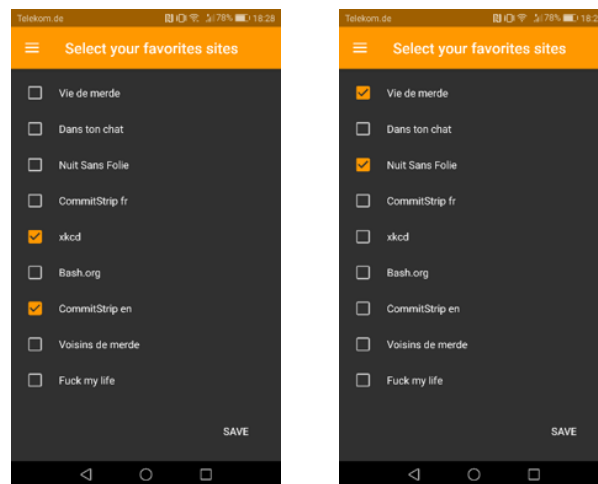 Telekom.de 78% 18:28
Select your favorites sites
Vie de merde
Dans ton chat
Nuit Sans Folie
CommitStrip fr
xkcd
Bash.org
CommitStrip en
Voisins de merde
Fuck my life
SAVE
Telekom.de 78% 18:2
Select your favorites sites
Vie de merde
Dans ton chat
Nuit Sans Folie
CommitStrip fr
xkcd
Bash.org
CommitStrip en
Voisins de merde
Fuck my life
SAVE